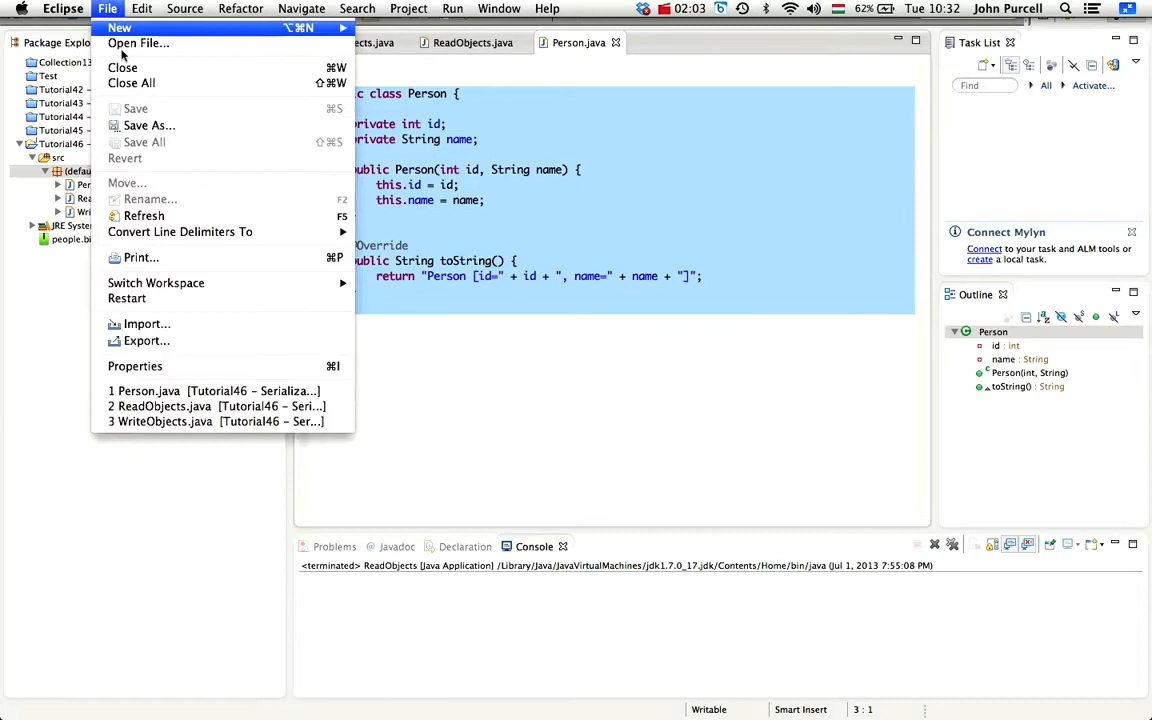 Eclipse File Edit Source Refactor Navigate Search Project Run Window Help 02:03 62% Tue 10:32 John Purcell
Package Explo
ects.java ReadObjects.java Person.java
Task List
Find All Activate...
Collection13
Test
Tutorial42 –
Tutorial43 –
Tutorial44 –
Tutorial45 –
Tutorial46 –
src
(defau
Per
Rea
Wri
JRE System
people.bi
New ⌥⌘N
Open File...
Close ⌘W
Close All ⇧⌘W
Save ⌘S
Save As...
Save All ⇧⌘S
Revert
Move...
Rename... F2
Refresh F5
Convert Line Delimiters To
Print... ⌘P
Switch Workspace
Restart
Import...
Export...
Properties ⌘I
1 Person.java [Tutorial46 – Serializa...]
2 ReadObjects.java [Tutorial46 – Seri...]
3 WriteObjects.java [Tutorial46 – Ser...]
c class Person {
rivate int id;
rivate String name;
ublic Person(int id, String name) {
this.id = id;
this.name = name;
Override
ublic String toString() {
return "Person [id=" + id + ", name=" + name + "]";
Connect Mylyn
Connect to your task and ALM tools or
create a local task.
Outline
Person
id : int
name : String
Person(int, String)
toString() : String
Problems Javadoc Declaration Console
<terminated> ReadObjects [Java Application] /Library/Java/JavaVirtualMachines/jdk1.7.0_17.jdk/Contents/Home/bin/java (Jul 1, 2013 7:55:08 PM)
Writable Smart Insert 3 : 1